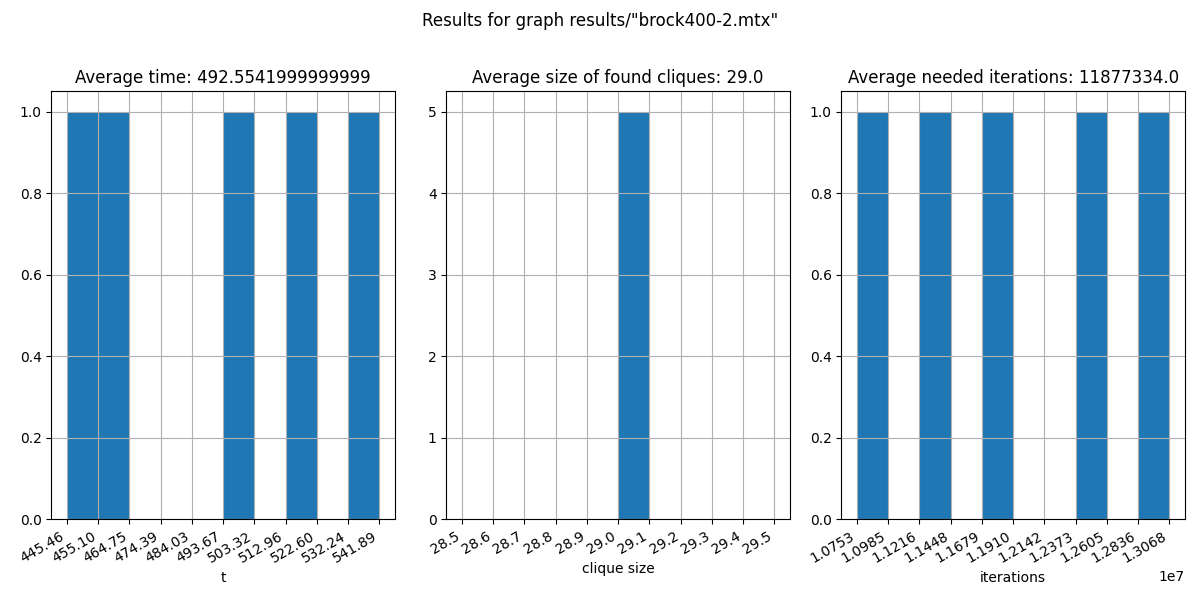 Results for graph results/"brock400-2.mtx"
Average time: 492.5541999999999
1.0
0.8
0.6
0.4
0.2
0.0
445.46 455.10 464.75 474.39 484.03 493.67 503.32 512.96 522.60 532.24 541.89
t
Average size of found cliques: 29.0
5
4
3
2
1
0
28.5 28.6 28.7 28.8 28.9 29.0 29.1 29.2 29.3 29.4 29.5
clique size
Average needed iterations: 11877334.0
1.0
0.8
0.6
0.4
0.2
0.0
1.0753 1.0985 1.1216 1.1448 1.1679 1.1910 1.2142 1.2373 1.2605 1.2836 1.3068
1e7
iterations